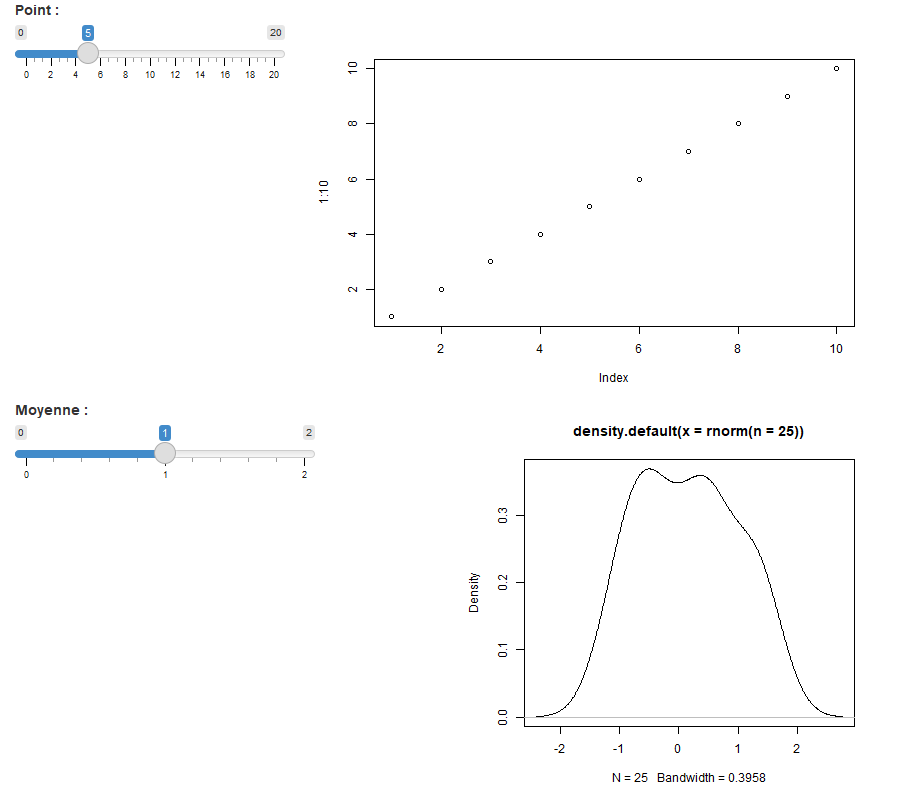 Point :
0 5 20
0 2 4 6 8 10 12 14 16 18 20
10
8
6
4
2
1:10
2 4 6 8 10
Index
Moyenne :
0 1 2
0 1 2
density.default(x = rnorm(n = 25))
0.3
0.2
0.1
0.0
Density
-2 -1 0 1 2
N = 25 Bandwidth = 0.3958